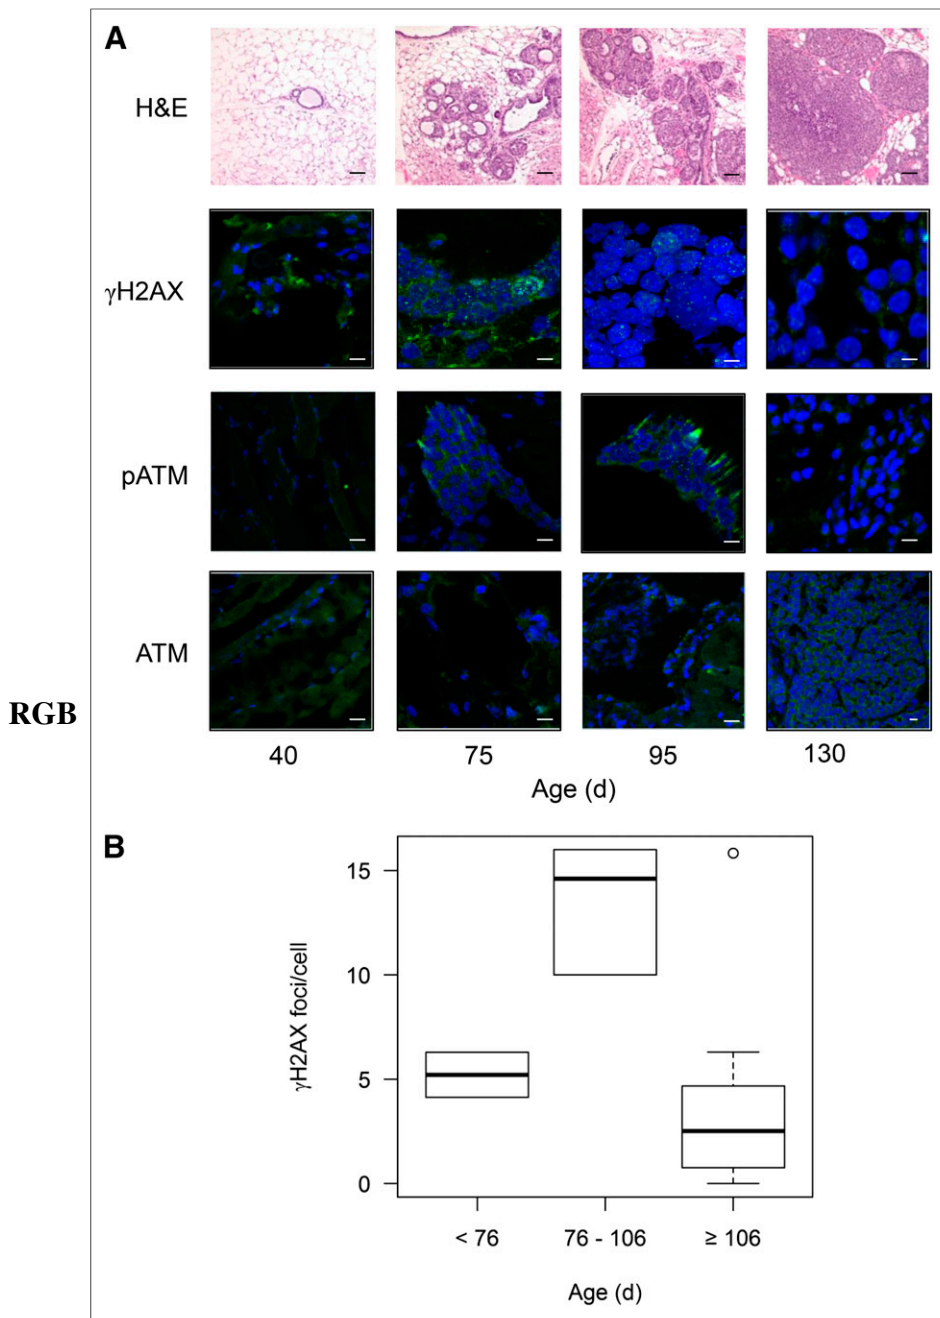 A
H&E
γH2AX
pATM
ATM
RGB
40 75 95 130
Age (d)
B
15
10
5
0
γH2AX foci/cell
< 76 76 - 106 ≥ 106
Age (d)